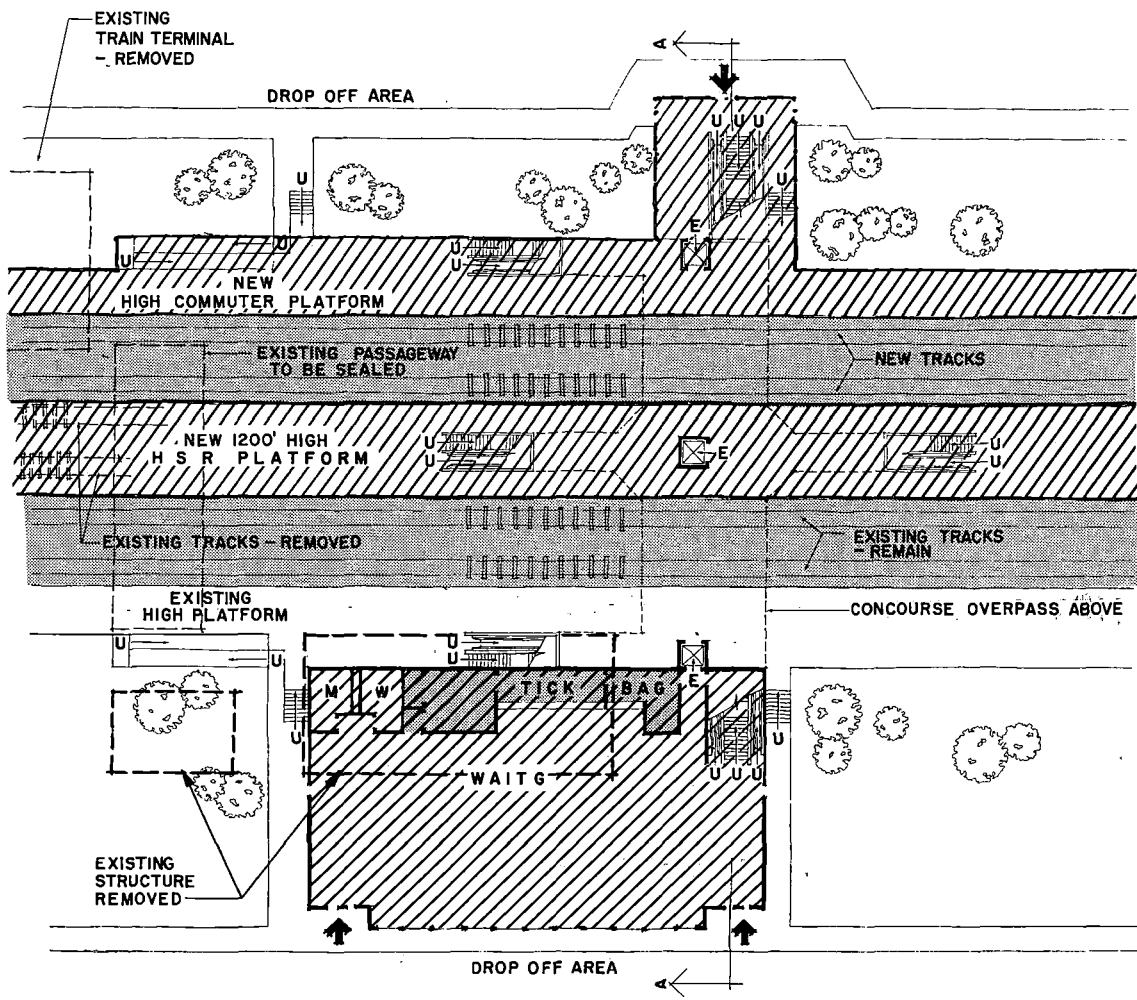 EXISTING
TRAIN TERMINAL
- REMOVED
A
DROP OFF AREA
U U U
U
U
E
U
U
U
U
NEW
HIGH COMMUTER PLATFORM
EXISTING PASSAGEWAY
TO BE SEALED
NEW TRACKS
NEW 1200' HIGH
HSR PLATFORM
U
U
E
U
U
EXISTING TRACKS - REMOVED
EXISTING TRACKS
- REMAIN
EXISTING
HIGH PLATFORM
CONCOURSE OVERPASS ABOVE
U
U
U
U
E
M
W
TICK
BAG
U
U
U U U
WAITG
EXISTING
STRUCTURE
REMOVED
DROP OFF AREA
A